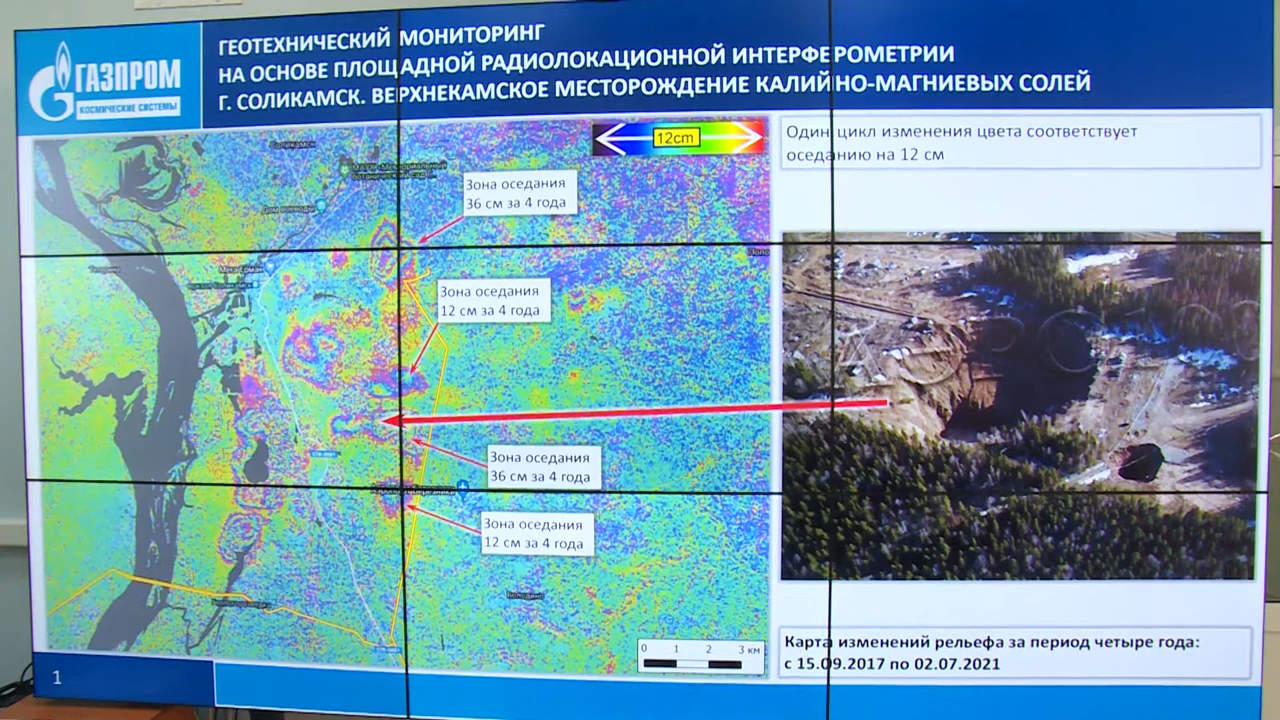 ГАЗПРОМ
КОСМИЧЕСКИЕ СИСТЕМЫ
ГЕОТЕХНИЧЕСКИЙ МОНИТОРИНГ
НА ОСНОВЕ ПЛОЩАДНОЙ РАДИОЛОКАЦИОННОЙ ИНТЕРФЕРОМЕТРИИ
Г. СОЛИКАМСК. ВЕРХНЕКАМСКОЕ МЕСТОРОЖДЕНИЕ КАЛИЙНО-МАГНИЕВЫХ СОЛЕЙ
12cm
Один цикл изменения цвета соответствует
оседанию на 12 см
Соликамск
ботанический сад
Зона оседания
36 см за 4 года
Зона оседания
12 см за 4 года
Зона оседания
36 см за 4 года
Зона оседания
12 см за 4 года
Володино
0 1 2 3 км
Карта изменений рельефа за период четыре года:
с 15.09.2017 по 02.07.2021
1